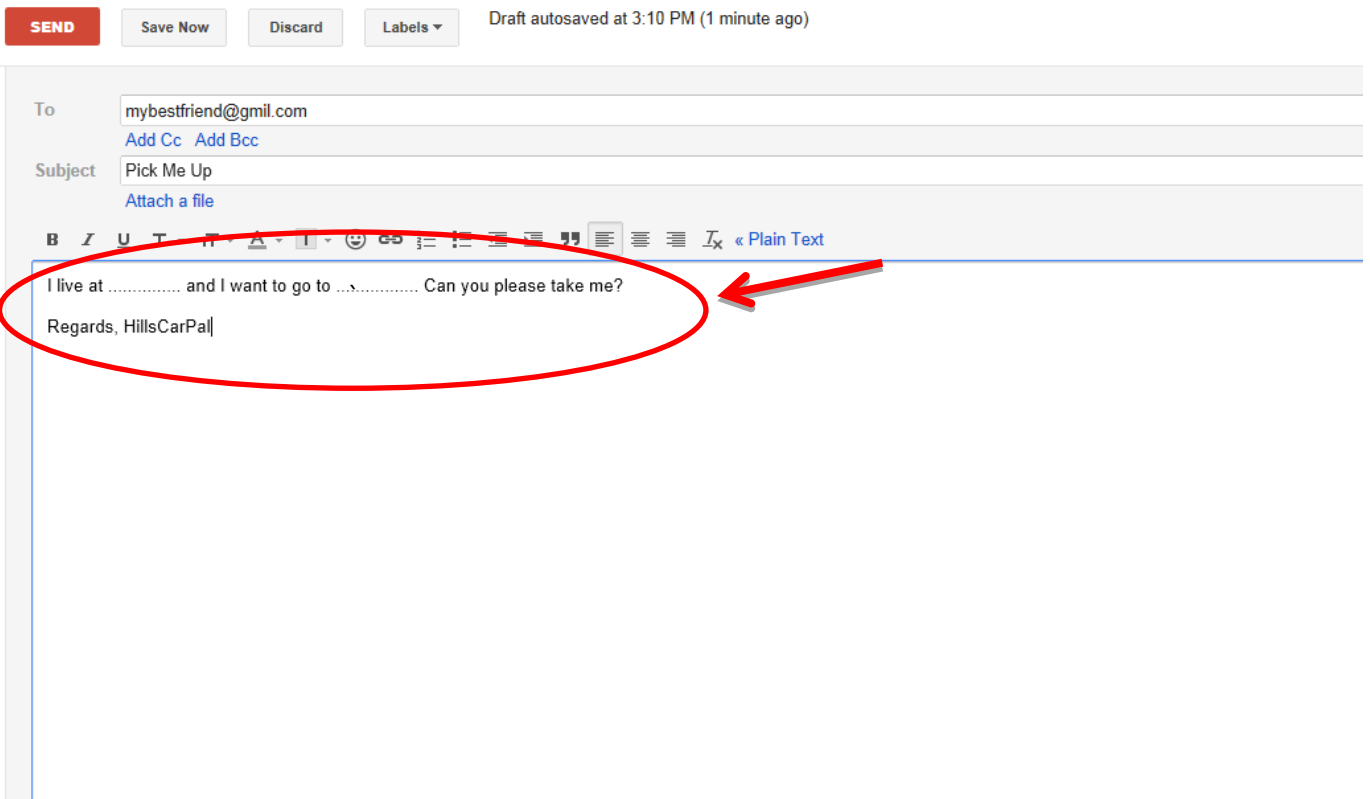 SEND Save Now Discard Labels Draft autosaved at 3:10 PM (1 minute ago)
To mybestfriend@gmil.com
Add Cc Add Bcc
Subject Pick Me Up
Attach a file
B I U T T A T « Plain Text
I live at ............... and I want to go to ................. Can you please take me?
Regards, HillsCarPal